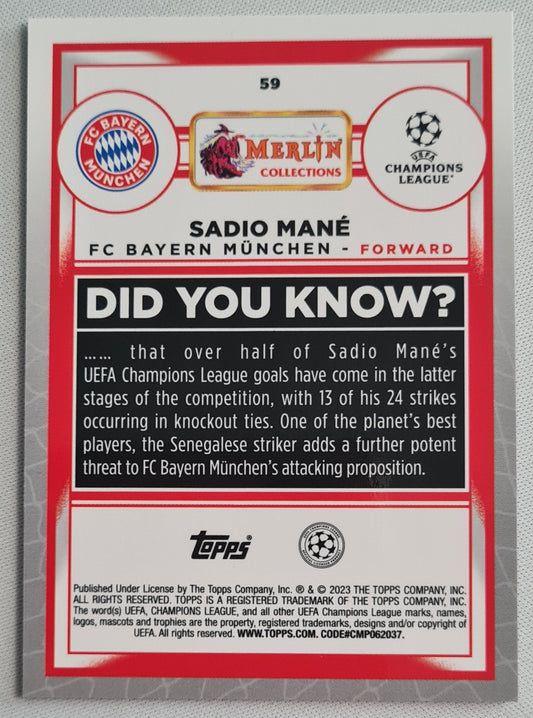 59
FC BAYERN
MÜNCHEN
MERLIN
COLLECTIONS
UEFA
CHAMPIONS
LEAGUE®
SADIO MANÉ
FC BAYERN MÜNCHEN - FORWARD
DID YOU KNOW?
...... that over half of Sadio Mané's
UEFA Champions League goals have come in the latter
stages of the competition, with 13 of his 24 strikes
occurring in knockout ties. One of the planet's best
players, the Senegalese striker adds a further potent
threat to FC Bayern München's attacking proposition.
topps®
Published Under License by The Topps Company, Inc. ® & © 2023 THE TOPPS COMPANY, INC.
ALL RIGHTS RESERVED. TOPPS IS A REGISTERED TRADEMARK OF THE TOPPS COMPANY, INC.
The word(s) UEFA, CHAMPIONS LEAGUE, and all other UEFA Champions League marks, names,
logos, mascots and trophies are the property, registered trademarks, designs and/or copyright of
UEFA. All rights reserved. WWW.TOPPS.COM. CODE#CMP062037.